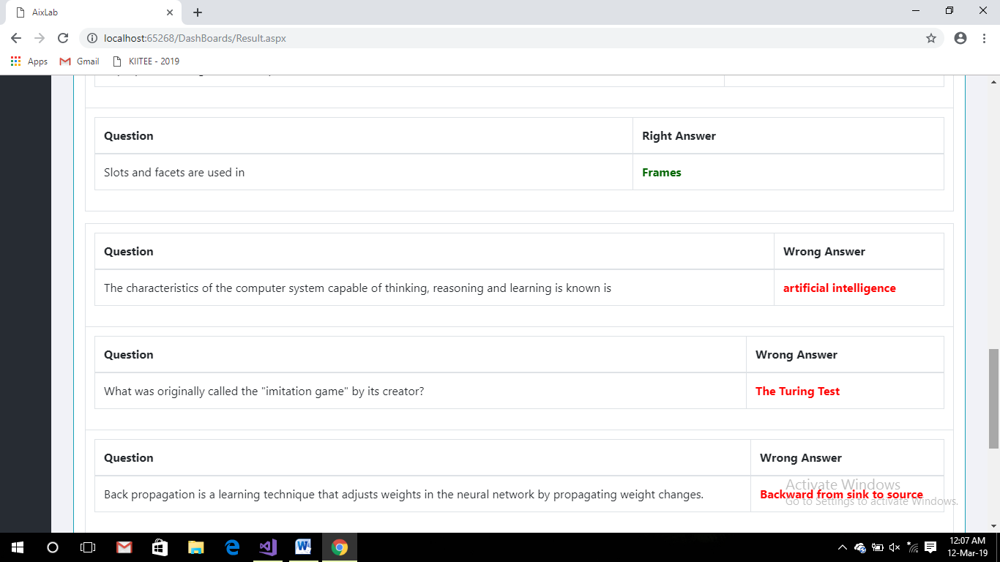 AixLab
localhost:65268/DashBoards/Result.aspx
Apps Gmail KIITEE - 2019
Question Right Answer
Slots and facets are used in Frames
Question Wrong Answer
The characteristics of the computer system capable of thinking, reasoning and learning is known is artificial intelligence
Question Wrong Answer
What was originally called the "imitation game" by its creator? The Turing Test
Question Wrong Answer
Activate Windows
Back propagation is a learning technique that adjusts weights in the neural network by propagating weight changes. Backward from sink to source
Go to Settings to activate Windows.
12:07 AM
12-Mar-19